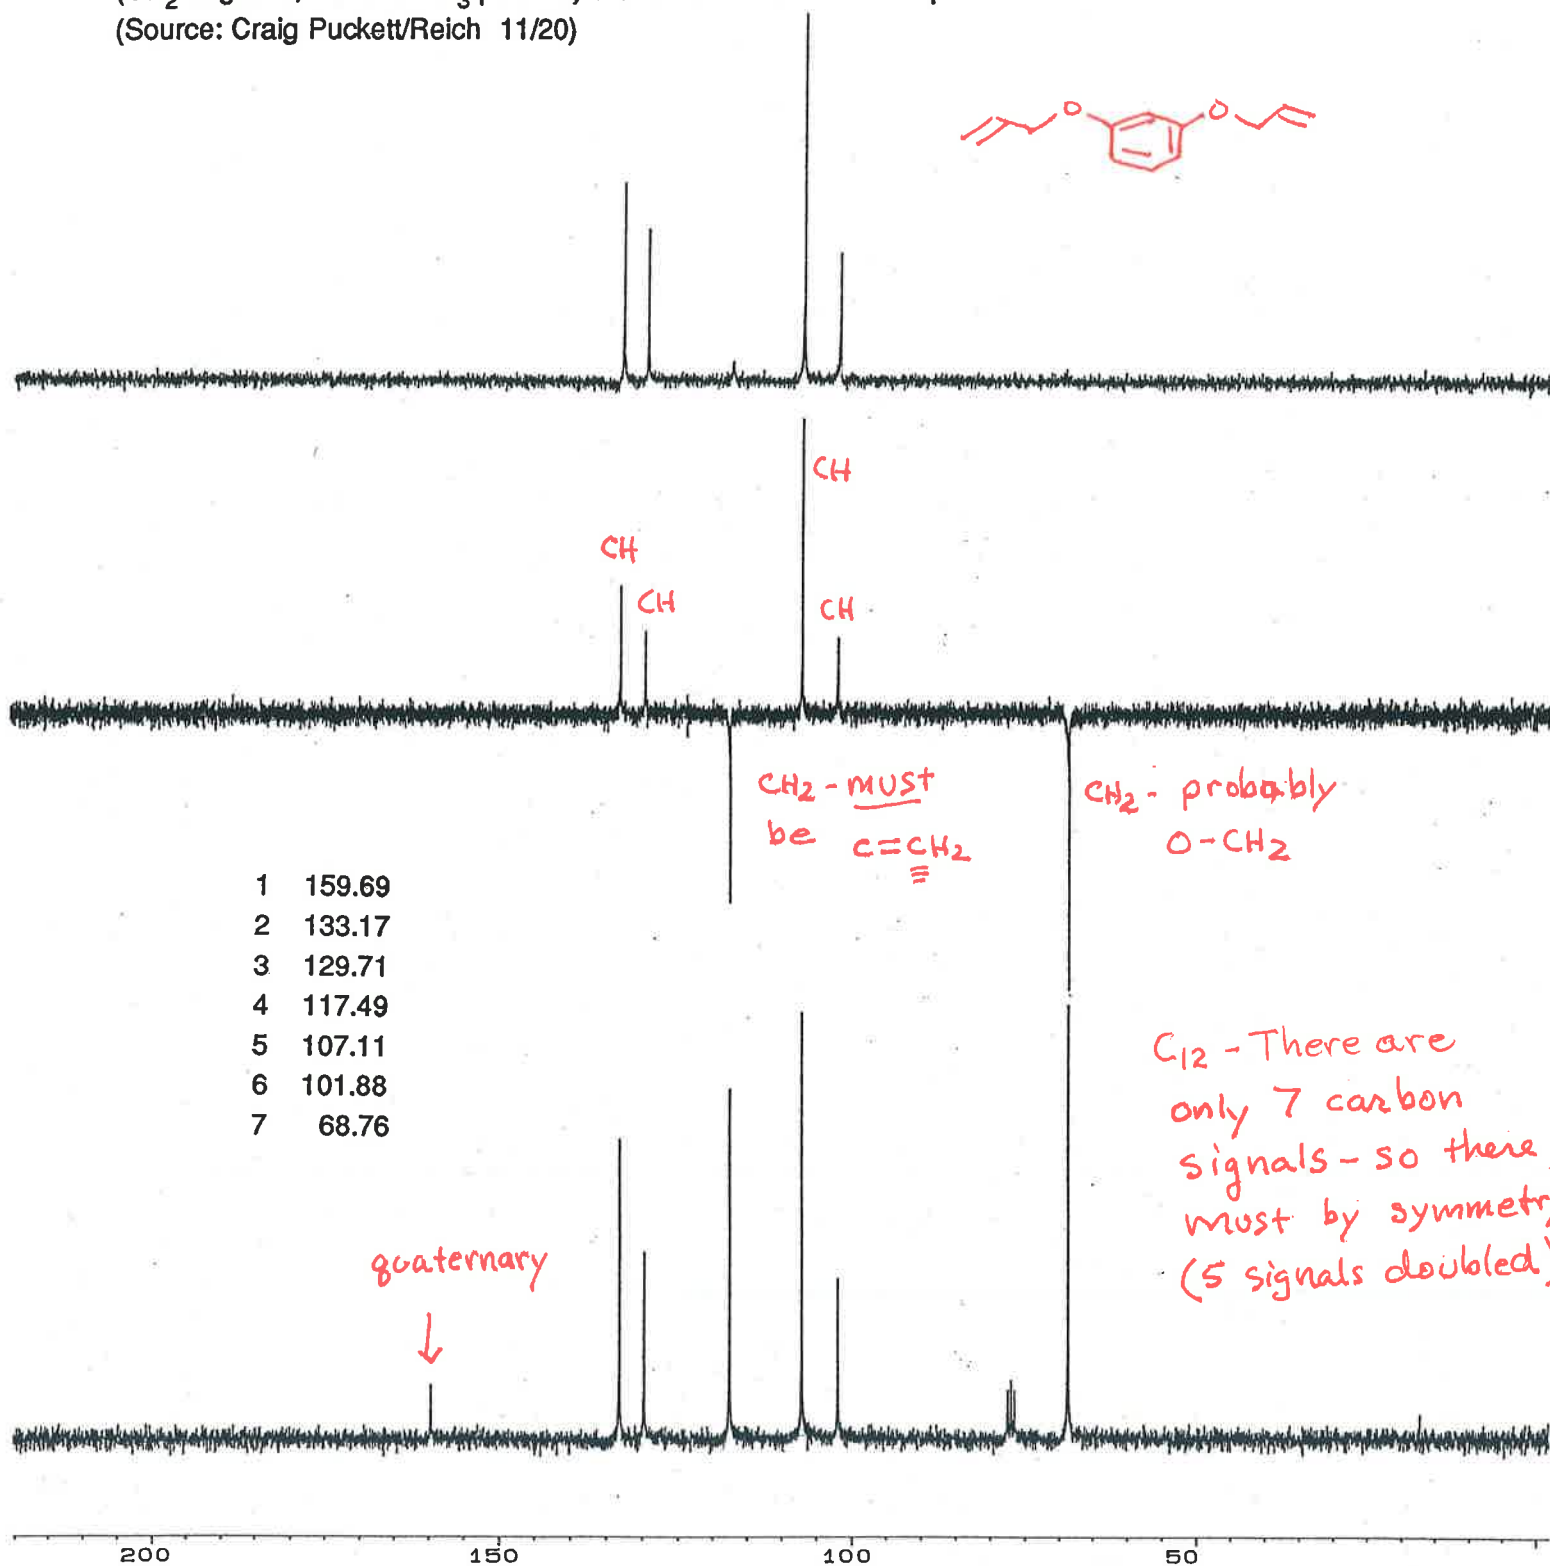 (Source: Craig Puckett/Reich 11/20)
O
O
CH
CH
CH
CH
CH2 - must
be C=CH2
CH2 - probably
O-CH2
1 159.69
2 133.17
3 129.71
4 117.49
5 107.11
6 101.88
7 68.76
C12 - There are
only 7 carbon
signals - so there
must by symmetry
(5 signals doubled)
quaternary
200 150 100 50